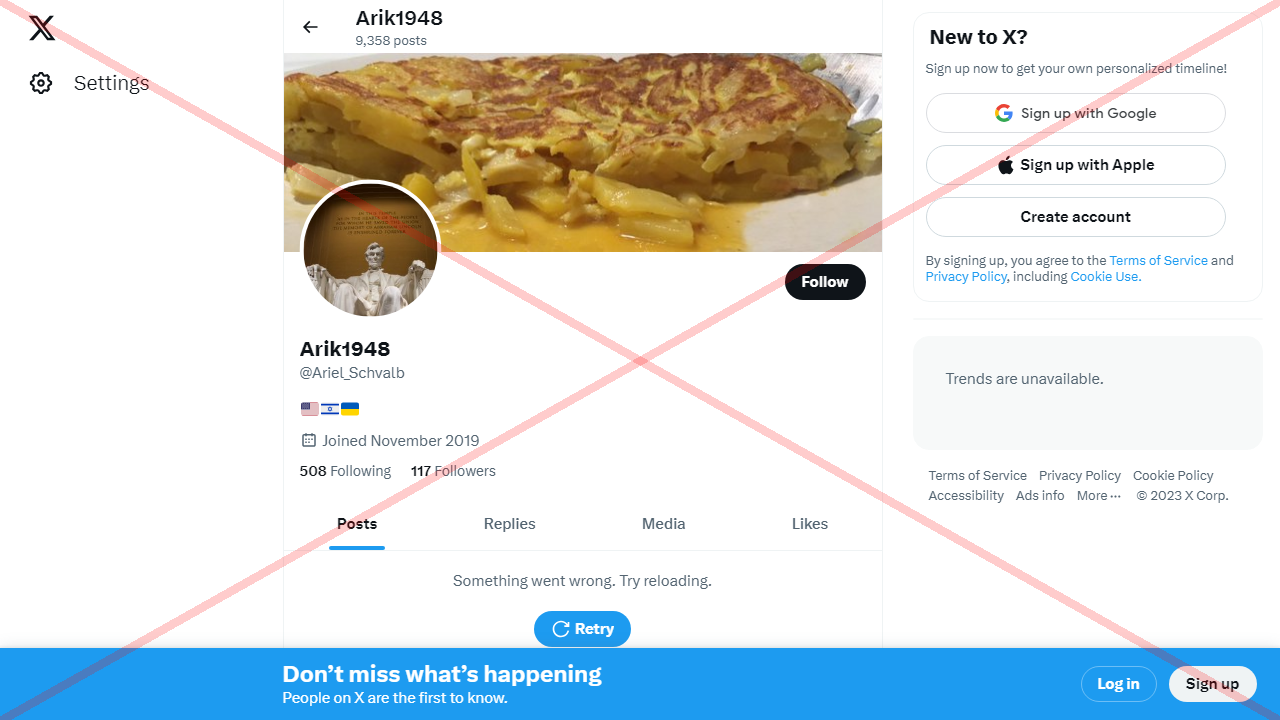 Settings
Arik1948
9,358 posts
Follow
Arik1948
@Ariel_Schvalb
Joined November 2019
508 Following 117 Followers
Posts Replies Media Likes
Something went wrong. Try reloading.
Retry
New to X?
Sign up now to get your own personalized timeline!
Sign up with Google
Sign up with Apple
Create account
By signing up, you agree to the Terms of Service and
Privacy Policy, including Cookie Use.
Trends are unavailable.
Terms of Service Privacy Policy Cookie Policy
Accessibility Ads info More ··· © 2023 X Corp.
Don’t miss what’s happening
People on X are the first to know.
Log in Sign up